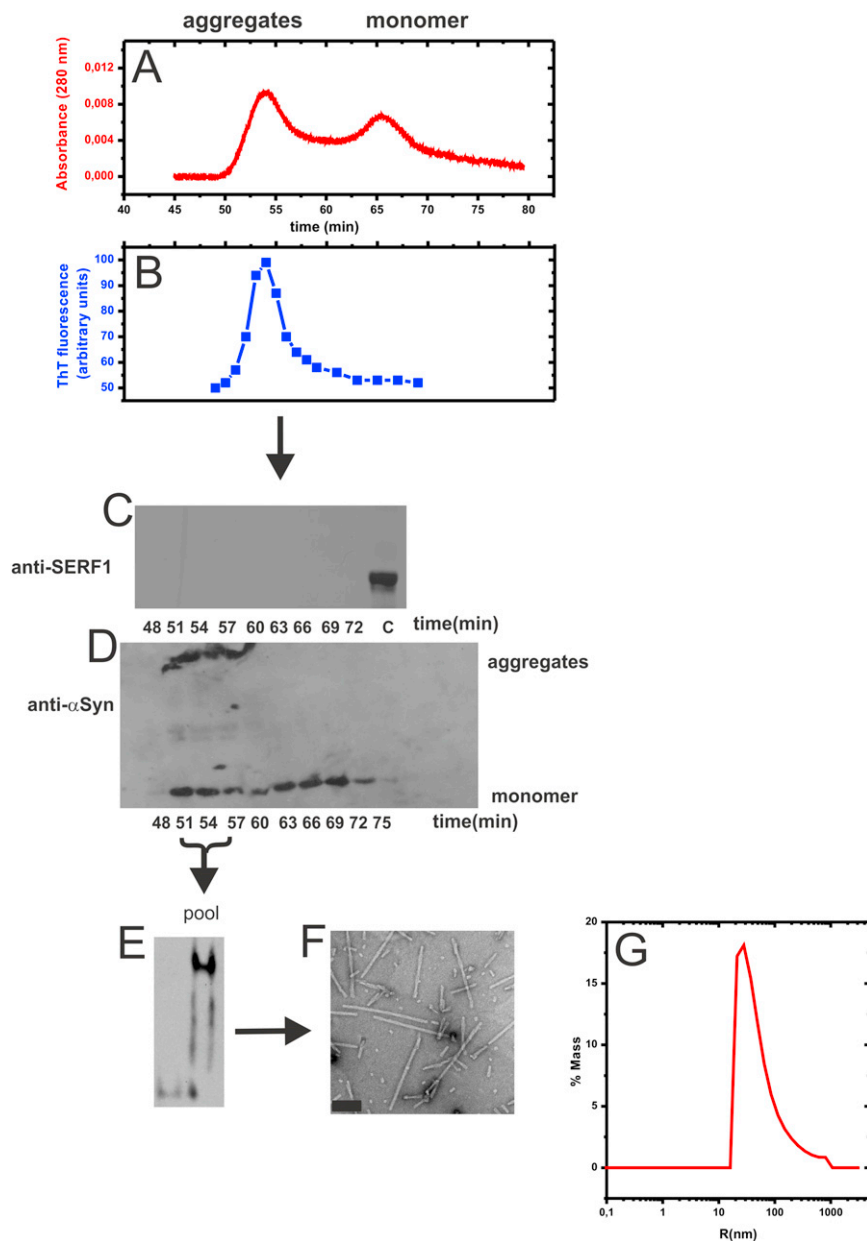 aggregates monomer
A
Absorbance (280 nm)
0,012
0,008
0,004
0,000
40 45 50 55 60 65 70 75 80
time (min)
B
ThT fluorescence
(arbitrary units)
100
90
80
70
60
50
C
anti-SERF1
48 51 54 57 60 63 66 69 72 C time(min)
D
aggregates
anti-αSyn
monomer
48 51 54 57 60 63 66 69 72 75 time(min)
pool
E
F
G
% Mass
20
15
10
5
0
0,1 1 10 100 1000
R(nm)